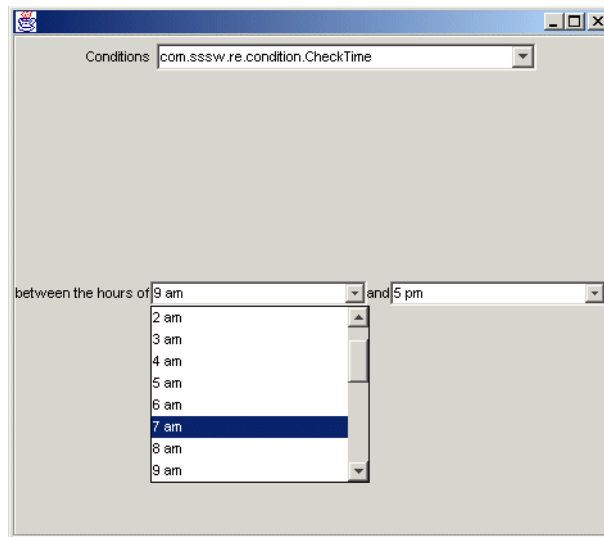 Conditions com.sssw.re.condition.CheckTime
between the hours of 9 am and 5 pm
2 am
3 am
4 am
5 am
6 am
7 am
8 am
9 am